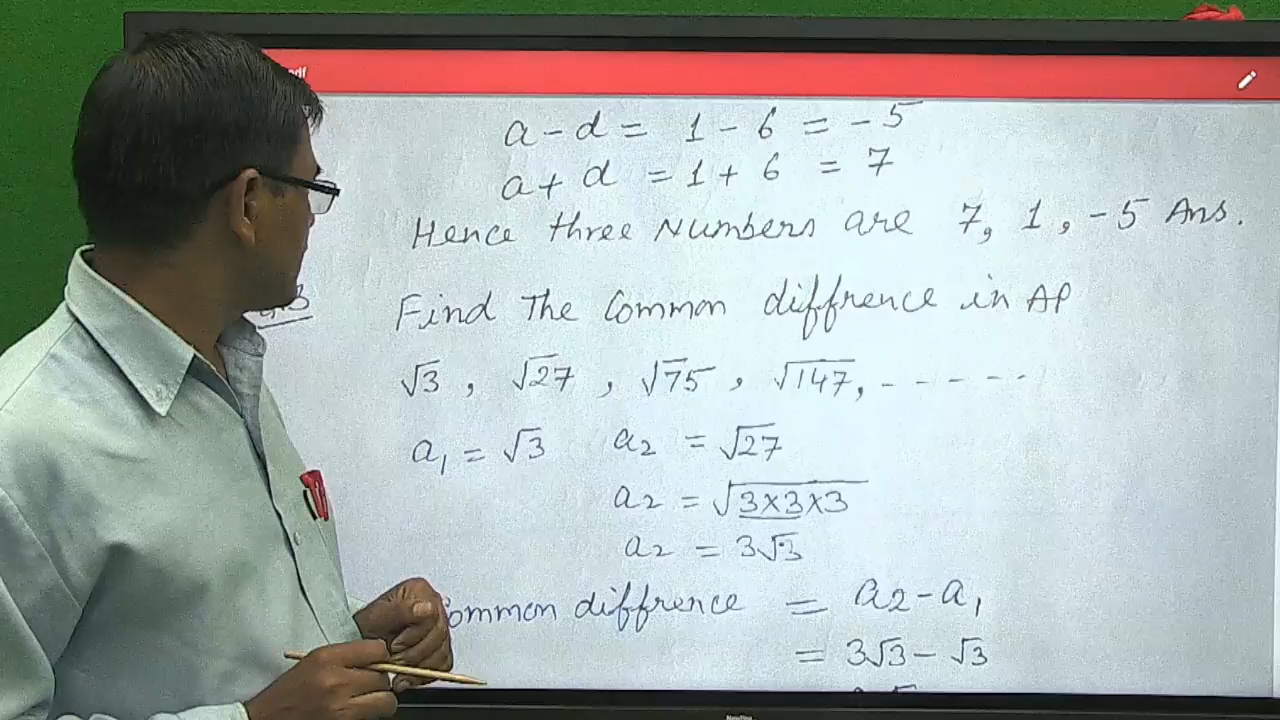 a - d = 1 - 6 = -5
a + d = 1 + 6 = 7
Hence three Numbers are 7, 1, -5 Ans.
Find The Common diffrence in AP
√3, √27, √75, √147, - - - - -
a₁ = √3 a₂ = √27
a₂ = √3×3×3
a₂ = 3√3
ommon diffrence = a₂ - a₁
= 3√3 - √3